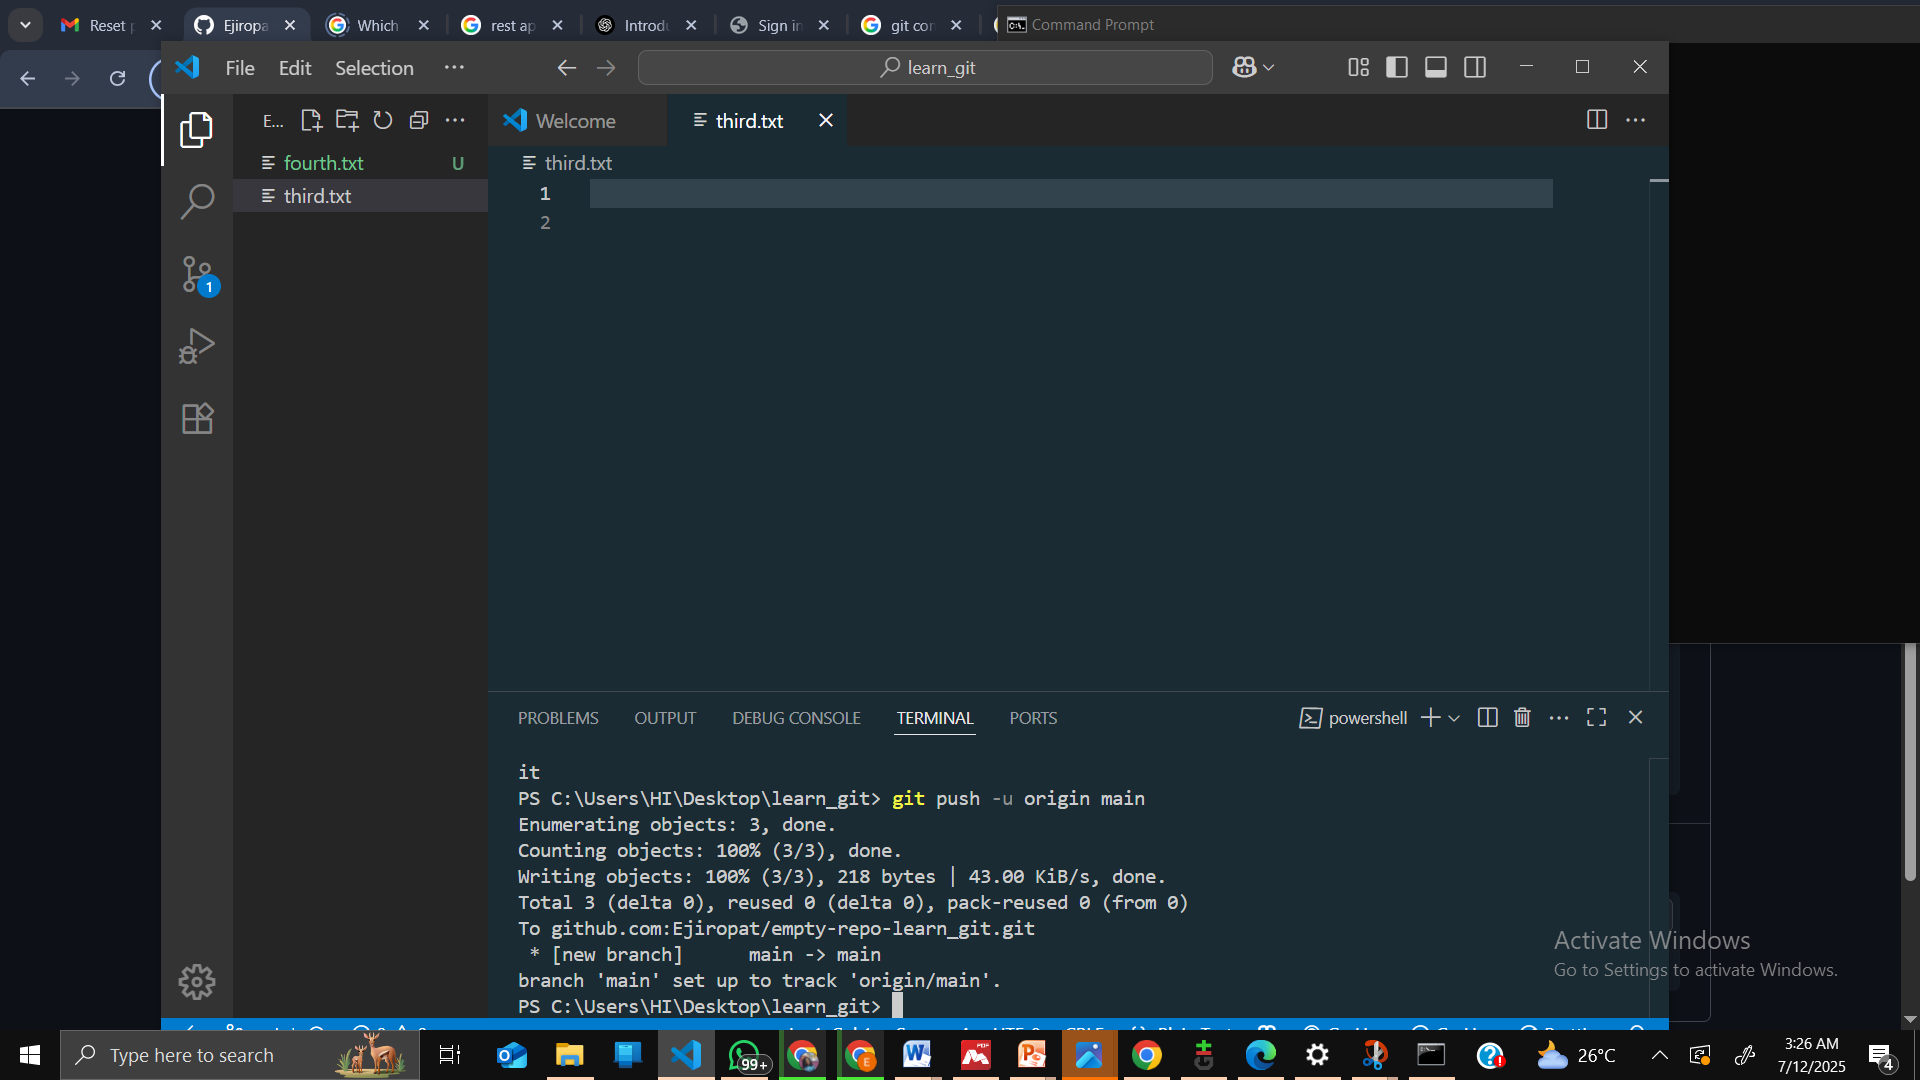 Reset p
Ejiropa
Which
rest ap
Introdu
Sign in
git con
Command Prompt
File Edit Selection ···
learn_git
E...
Welcome
third.txt
fourth.txt U
third.txt
third.txt
1
2
1
PROBLEMS OUTPUT DEBUG CONSOLE TERMINAL PORTS
powershell
it
PS C:\Users\HI\Desktop\learn_git> git push -u origin main
Enumerating objects: 3, done.
Counting objects: 100% (3/3), done.
Writing objects: 100% (3/3), 218 bytes | 43.00 KiB/s, done.
Total 3 (delta 0), reused 0 (delta 0), pack-reused 0 (from 0)
To github.com:Ejiropat/empty-repo-learn_git.git
 * [new branch]      main -> main
branch 'main' set up to track 'origin/main'.
PS C:\Users\HI\Desktop\learn_git>
Activate Windows
Go to Settings to activate Windows.
Type here to search
99+
26°C
3:26 AM
7/12/2025
4